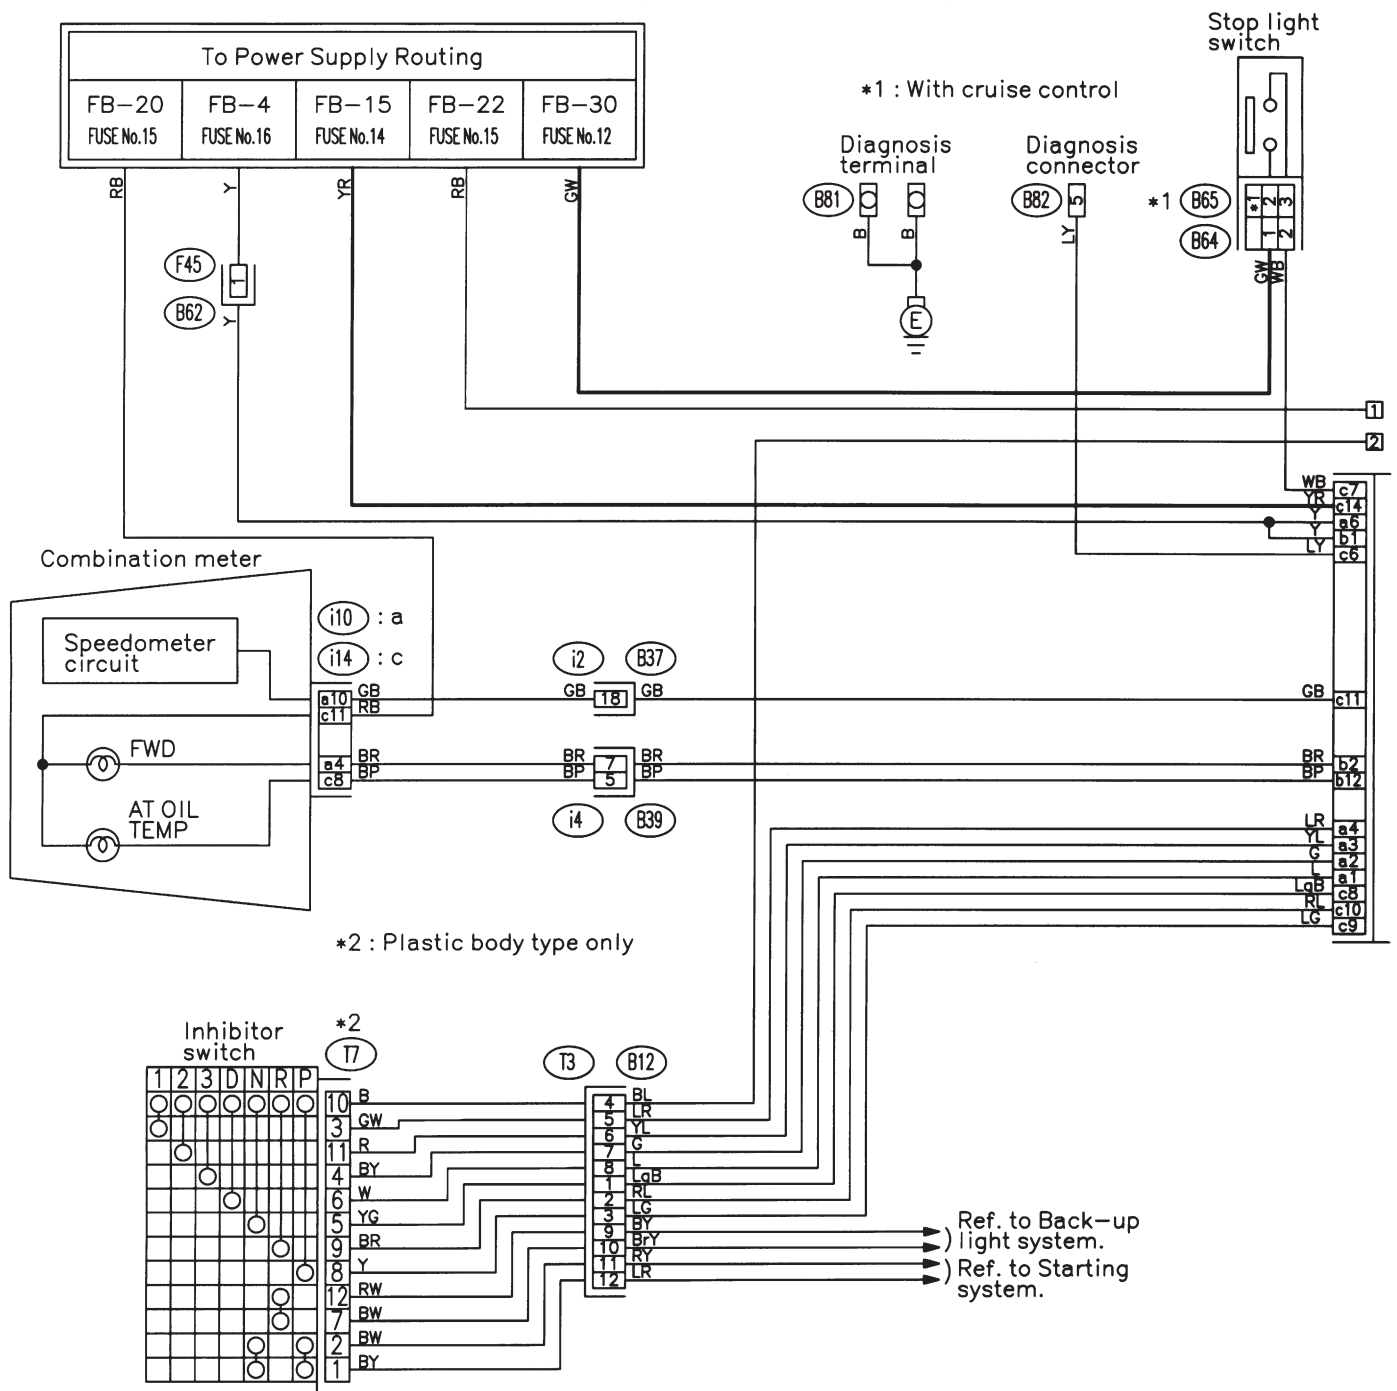 Stop light
switch
To Power Supply Routing
FB-20 FB-4 FB-15 FB-22 FB-30
FUSE No.15 FUSE No.16 FUSE No.14 FUSE No.15 FUSE No.12
*1 : With cruise control
Diagnosis
terminal
Diagnosis
connector
RB Y YR RB GW
B81 B82 5 *1 B65 *1 2 3
B B LY B64 1 2
GW WB
F45 1
B62 Y
E
1
2
WB c7
YR c14
Y a6
Y b1
LY c6
Combination meter
Speedometer
circuit
i10 : a
i14 : c
i2 B37
a10 GB GB 18 GB GB c11
c11 RB
FWD
a4 BR BR 7 BR BR b2
c8 BP BP 5 BP BP b12
AT OIL
TEMP
i4 B39
LR a4
YL a3
G a2
L a1
LgB c8
RL c10
LG c9
*2 : Plastic body type only
Inhibitor
switch
*2
T7 T3 B12
1 2 3 D N R P
10 B
3 GW
11 R
4 BY
6 W
5 YG
9 BR
8 Y
12 RW
7 BW
2 BW
1 BY
4 BL
5 LR
6 YL
7 G
8 L
1 LgB
2 RL
3 LG
9 BY
10 BrY
11 RY
12 LR
Ref. to Back-up
light system.
Ref. to Starting
system.